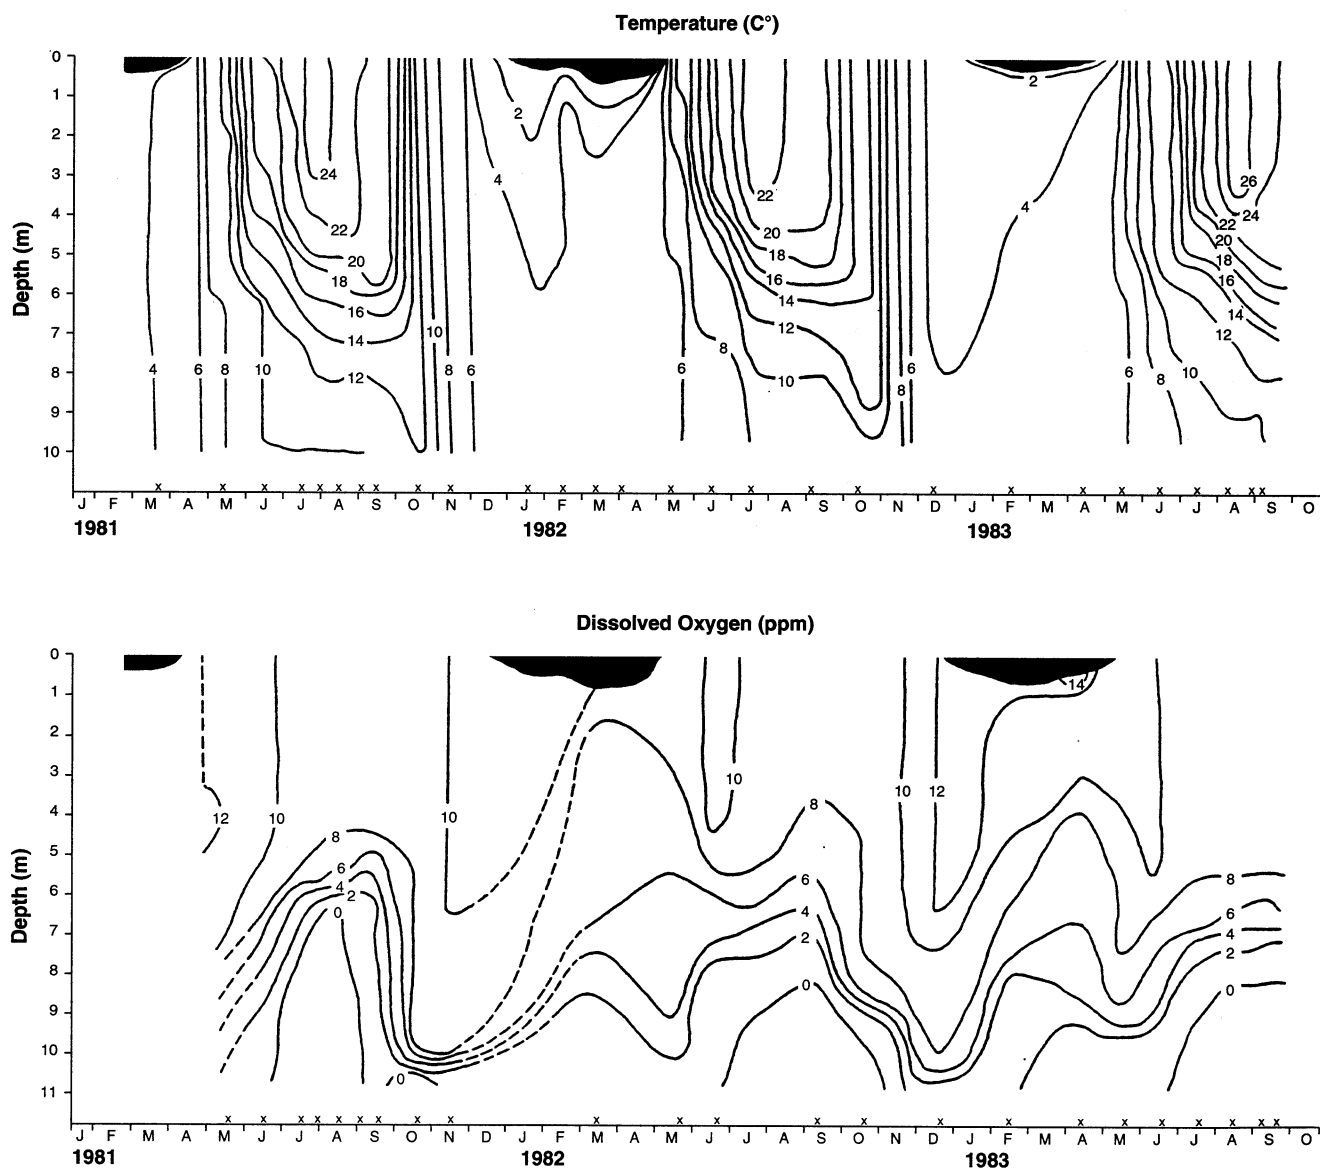 Temperature (C°)
0
1
2
3
4
5
6
7
8
9
10
Depth (m)
4 6 8 10 12 14 16 18 20 22 24 10 8 6
4 2 6 8 10 12 14 16 18 20 22 8 6
2 4 6 8 10 12 14 16 18 20 22 24 26
x x x x x x x x x x x x x x x x x x x x x x x x x x x x
J F M A M J J A S O N D J F M A M J J A S O N D F M A M J J A S O
1981 1982 1983
Dissolved Oxygen (ppm)
0
1
2
3
4
5
6
7
8
9
10
11
Depth (m)
12 10 8 6 4 2 0 0 10
10 8 6 4 2 0 10 12
14 8 6 4 2 0
x x x x x x x x x x x x x x x x x x x x x x x x
J F M A M J J A S O N D J F M A M J J A S O N D J F M A M J J A S O
1981 1982 1983